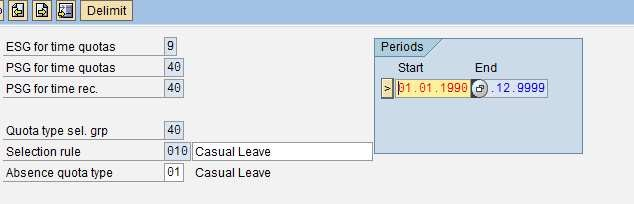 Delimit
ESG for time quotas 9
PSG for time quotas 40
PSG for time rec. 40
Quota type sel. grp 40
Selection rule 010 Casual Leave
Absence quota type 01 Casual Leave
Periods
Start End
> 01.01.1990 .12.9999